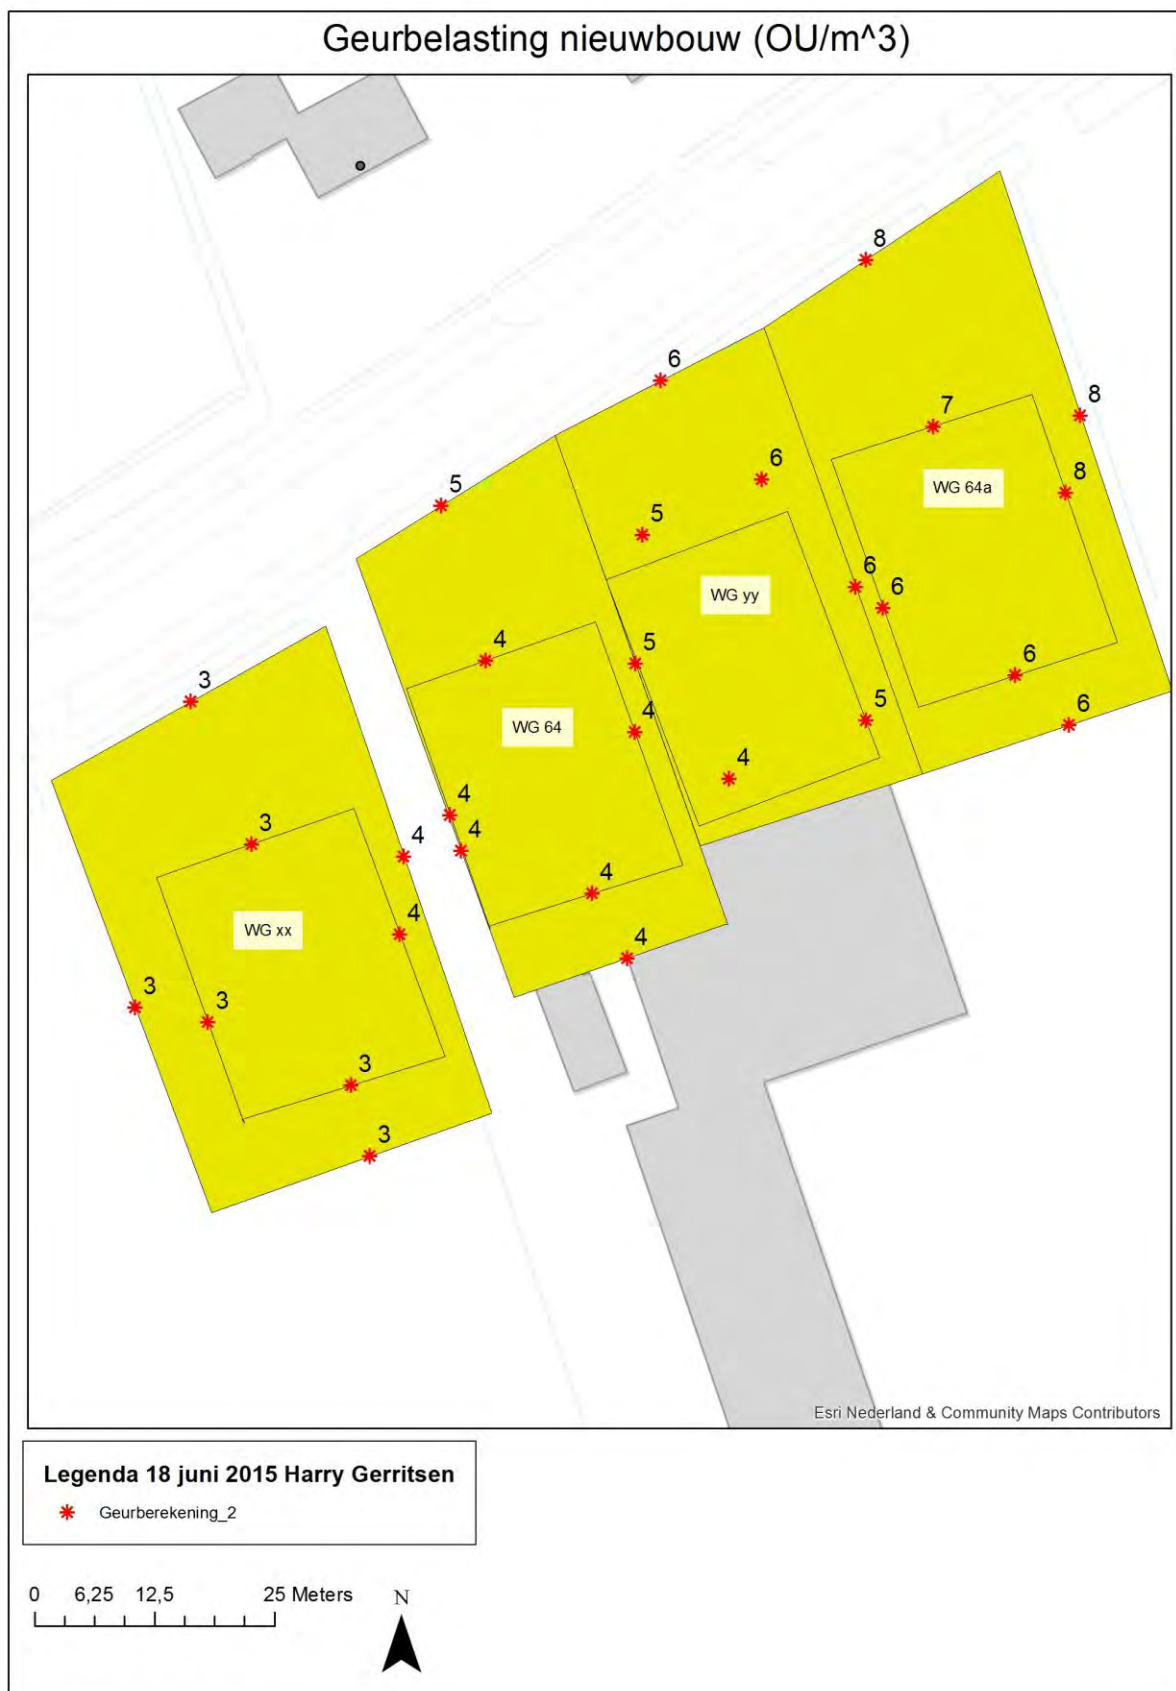 Geurbelasting nieuwbouw (OU/m^3)
8
6
8
7
5
6
8
WG 64a
5
6
6
WG yy
4
5
6
3
4
5
6
WG 64
4
4
3
4
4
4
WG xx
4
4
3
3
3
3
Esri Nederland & Community Maps Contributors
Legenda 18 juni 2015 Harry Gerritsen
Geurberekening_2
0 6,25 12,5 25 Meters
N